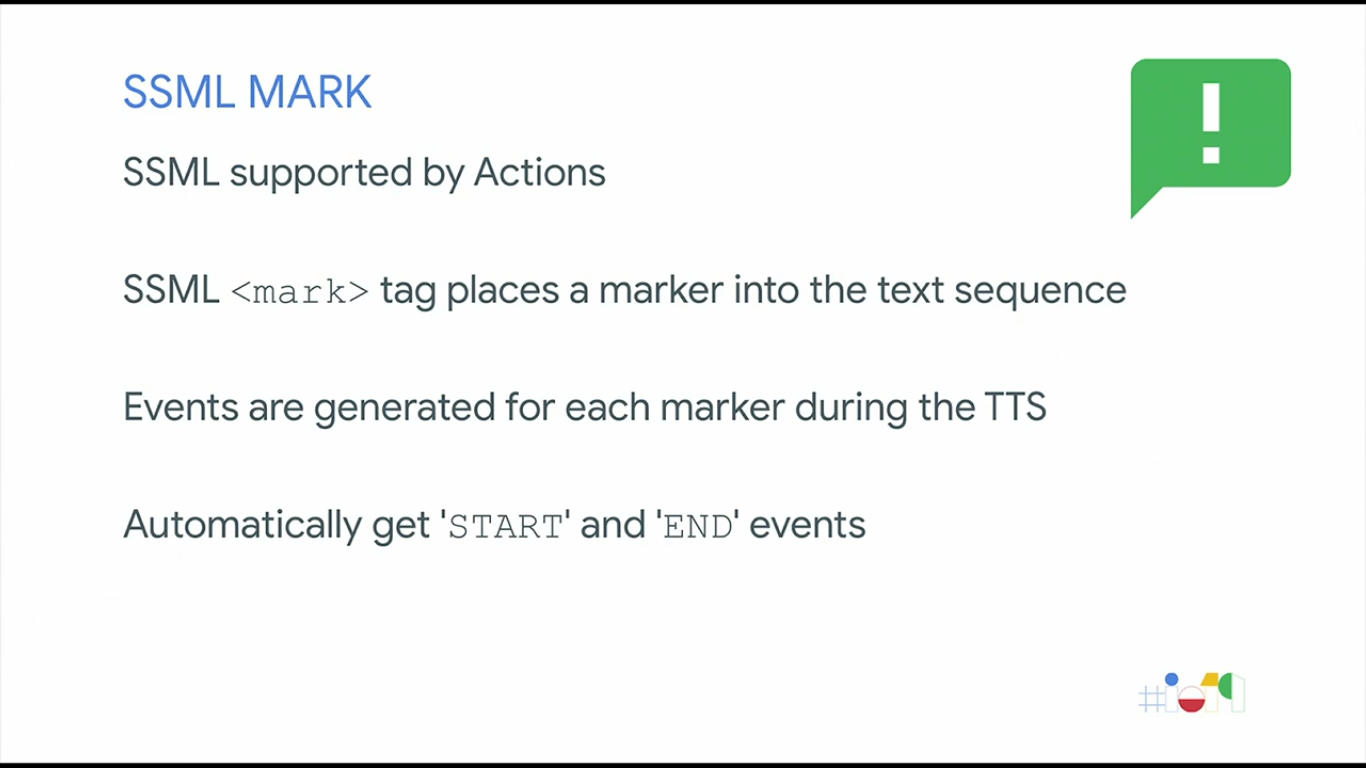 SSML MARK
SSML supported by Actions
SSML <mark> tag places a marker into the text sequence
Events are generated for each marker during the TTS
Automatically get 'START' and 'END' events
#io19